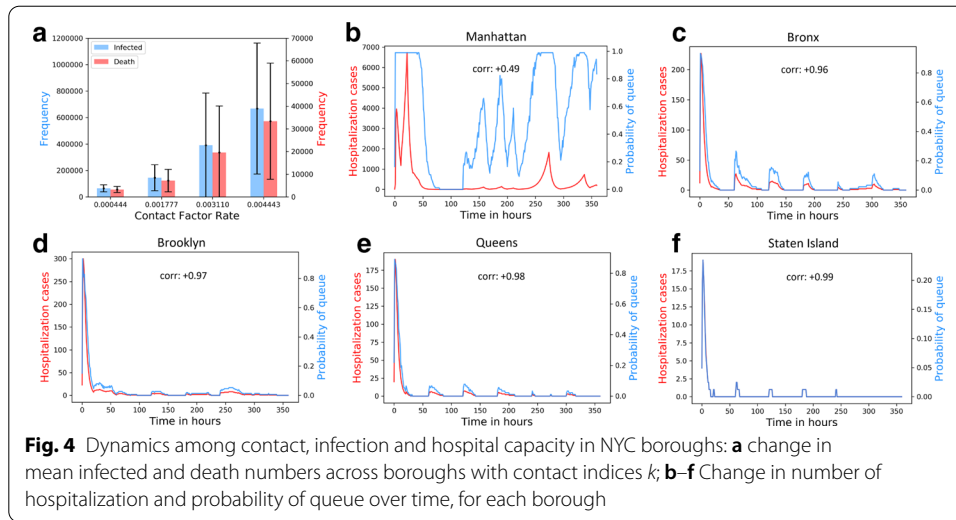 a
Infected
Death
Frequency
1200000
1000000
800000
600000
400000
200000
0
70000
60000
50000
40000
30000
20000
10000
0
Frequency
0.000444 0.001777 0.003110 0.004443
Contact Factor Rate
b
Manhattan
corr: +0.49
Hospitalization cases
7000
6000
5000
4000
3000
2000
1000
0
1.0
0.8
0.6
0.4
0.2
0.0
Probability of queue
0 50 100 150 200 250 300 350
Time in hours
c
Bronx
corr: +0.96
Hospitalization cases
200
150
100
50
0
0.8
0.6
0.4
0.2
0.0
Probability of queue
0 50 100 150 200 250 300 350
Time in hours
d
Brooklyn
corr: +0.97
Hospitalization cases
300
250
200
150
100
50
0
0.8
0.6
0.4
0.2
0.0
Probability of queue
0 50 100 150 200 250 300 350
Time in hours
e
Queens
corr: +0.98
Hospitalization cases
175
150
125
100
75
50
25
0
0.8
0.6
0.4
0.2
0.0
Probability of queue
0 50 100 150 200 250 300 350
Time in hours
f
Staten Island
corr: +0.99
Hospitalization cases
17.5
15.0
12.5
10.0
7.5
5.0
2.5
0.0
0.20
0.15
0.10
0.05
0.00
Probability of queue
0 50 100 150 200 250 300 350
Time in hours
Fig. 4 Dynamics among contact, infection and hospital capacity in NYC boroughs: a change in
mean infected and death numbers across boroughs with contact indices k; b–f Change in number of
hospitalization and probability of queue over time, for each borough